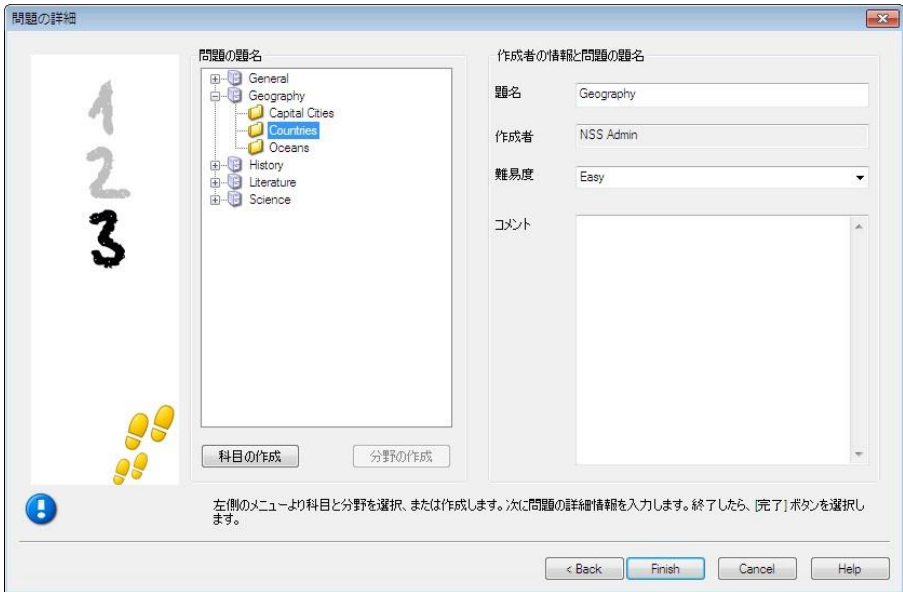 問題の詳細
1
2
3
問題の題名
General
Geography
Capital Cities
Countries
Oceans
History
Literature
Science
科目の作成
分野の作成
作成者の情報と問題の題名
題名
Geography
作成者
NSS Admin
難易度
Easy
コメント
左側のメニューより科目と分野を選択、または作成します。次に問題の詳細情報を入力します。終了したら、[完了] ボタンを選択し
ます。
< Back
Finish
Cancel
Help